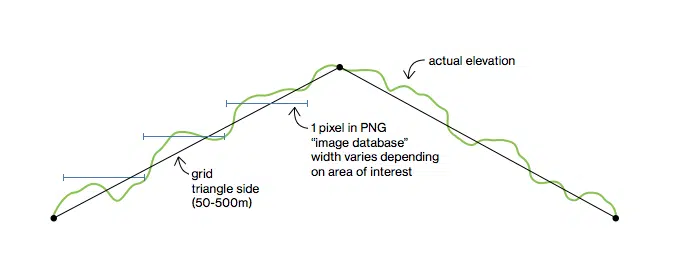 actual elevation
1 pixel in PNG
“image database”
width varies depending
on area of interest
grid
triangle side
(50-500m)